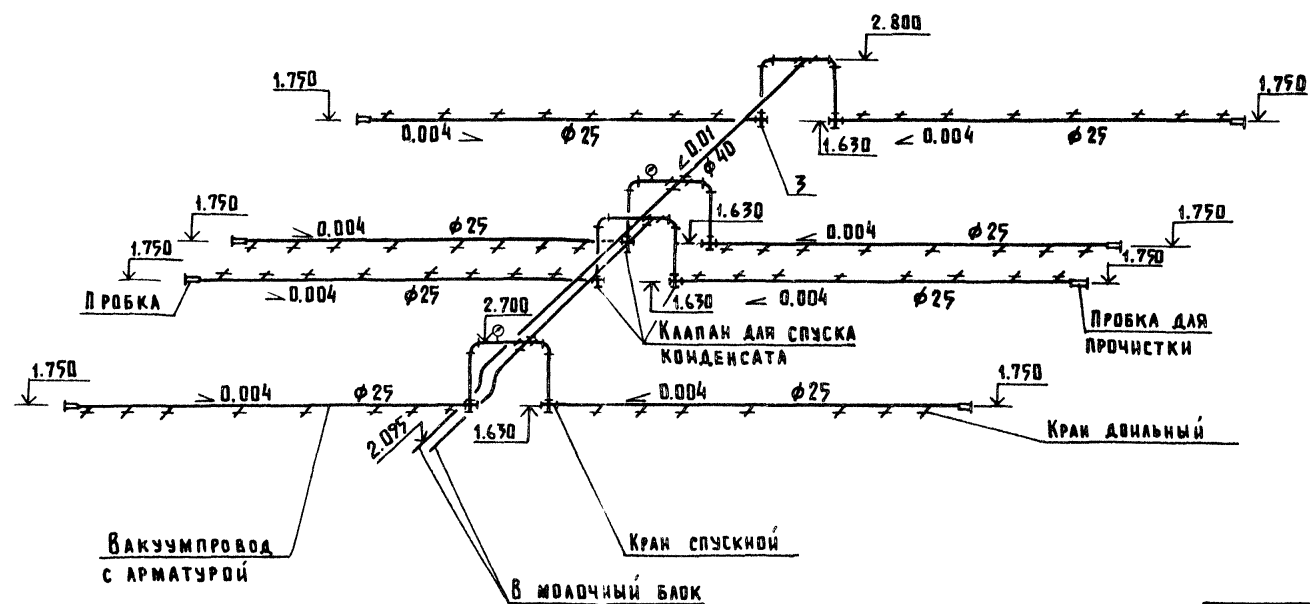 2.800
1.750
1.750
0.004
ф25
0.01
ф40
1.630
0.004
ф25
3
1.750
0.004
ф25
1.630
0.004
ф25
1.750
1.750
0.004
ф25
1.630
0.004
ф25
1.750
Пробка
2.700
Клапан для спуска
конденсата
Пробка для
прочистки
1.750
0.004
ф25
0.004
ф25
1.750
2.095
1.630
Кран доильный
Вакуумпровод
с арматурой
Кран спускной
В молочный блок